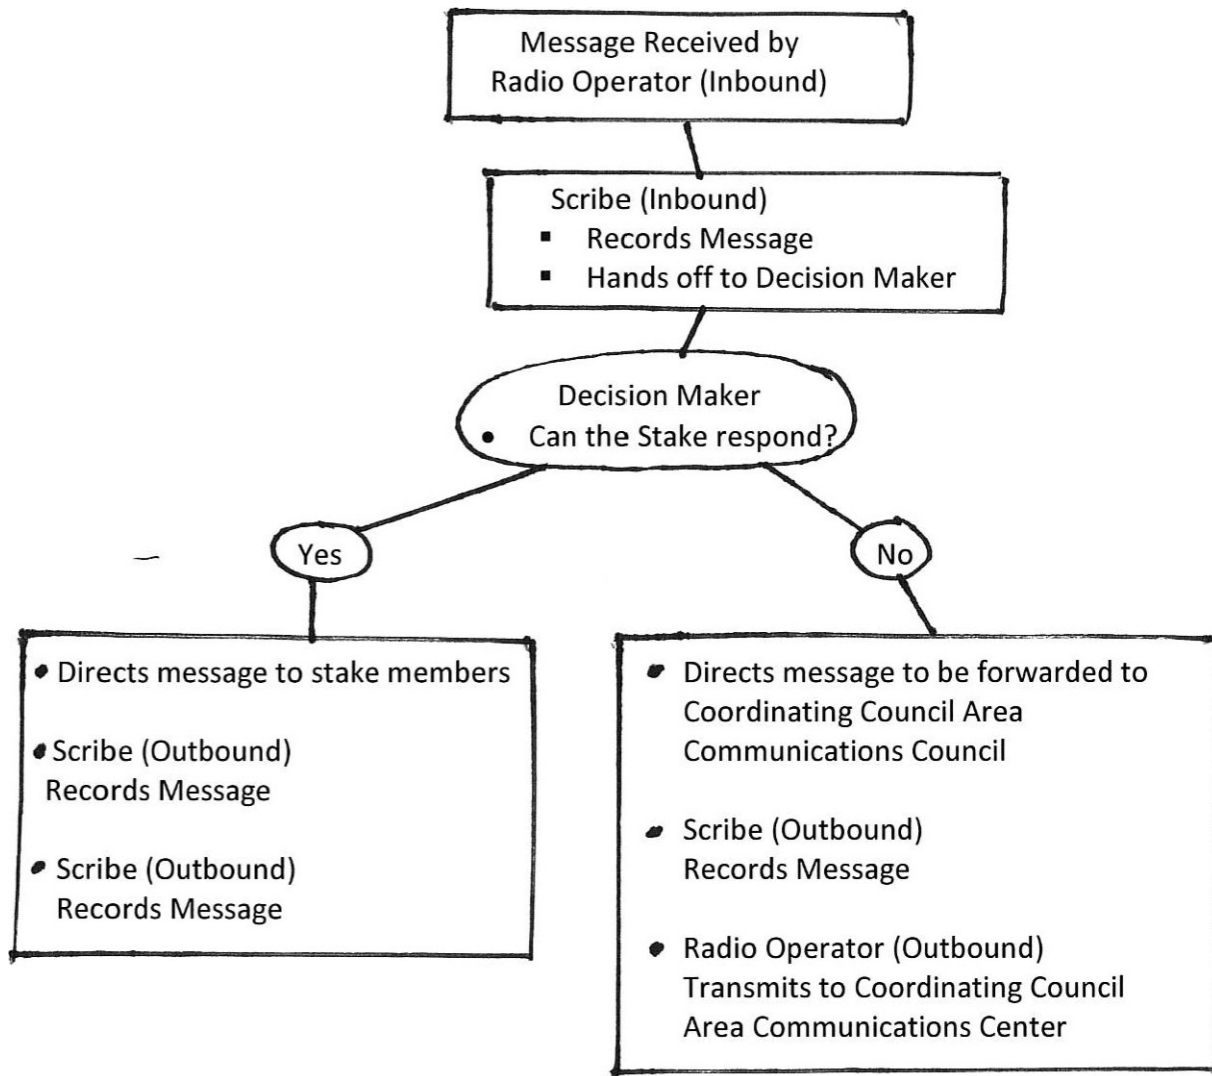 Message Received by
Radio Operator (Inbound)
Scribe (Inbound)
▪ Records Message
▪ Hands off to Decision Maker
Decision Maker
• Can the Stake respond?
Yes
No
• Directs message to stake members
• Scribe (Outbound)
Records Message
• Scribe (Outbound)
Records Message
• Directs message to be forwarded to
Coordinating Council Area
Communications Council
• Scribe (Outbound)
Records Message
• Radio Operator (Outbound)
Transmits to Coordinating Council
Area Communications Center